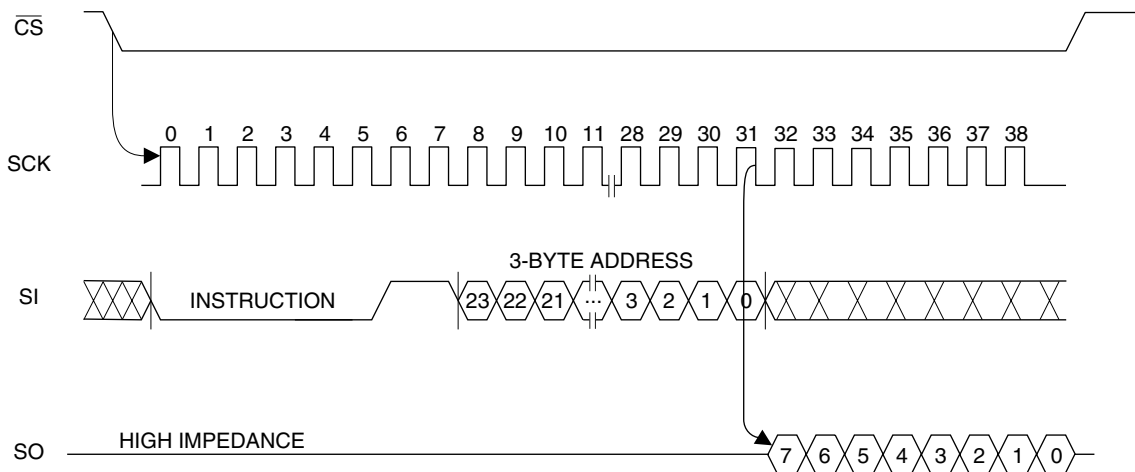 CS
0 1 2 3 4 5 6 7 8 9 10 11 28 29 30 31 32 33 34 35 36 37 38
SCK
3-BYTE ADDRESS
SI INSTRUCTION 23 22 21 ... 3 2 1 0
HIGH IMPEDANCE
SO 7 6 5 4 3 2 1 0